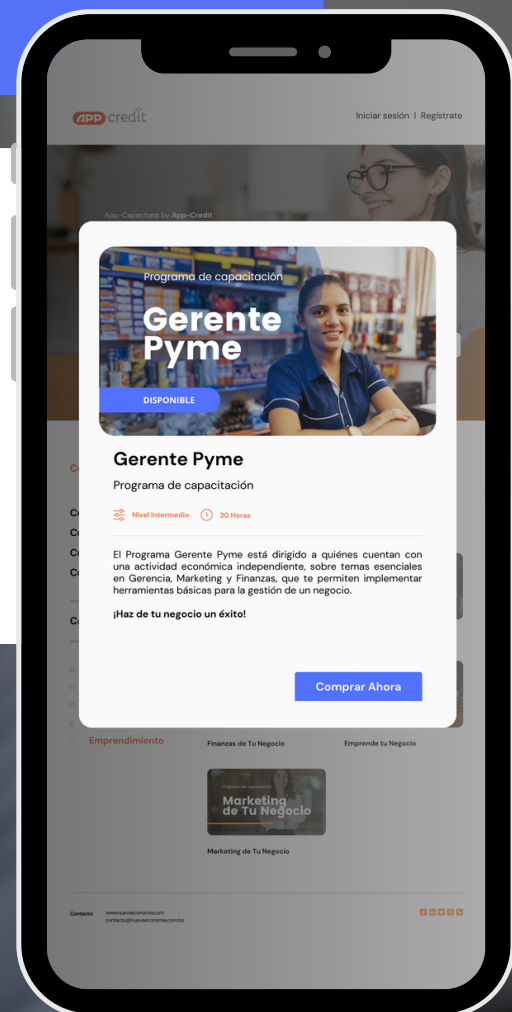 APP credit
Iniciar sesión | Regístrate
App-Capacítate by App-Credit
Programa de capacitación
Gerente
Pyme
DISPONIBLE
Gerente Pyme
Programa de capacitación
Nivel Intermedio 30 Horas
El Programa Gerente Pyme está dirigido a quiénes cuentan con
una actividad económica independiente, sobre temas esenciales
en Gerencia, Marketing y Finanzas, que te permiten implementar
herramientas básicas para la gestión de un negocio.
¡Haz de tu negocio un éxito!
Comprar Ahora
Emprendimiento
Finanzas de Tu Negocio
Emprende tu Negocio
Programa de capacitación
Marketing
de Tu Negocio
Marketing de Tu Negocio
Contacto: www.nuevaeconomia.com
contacto@nuevaeconomia.com.bo